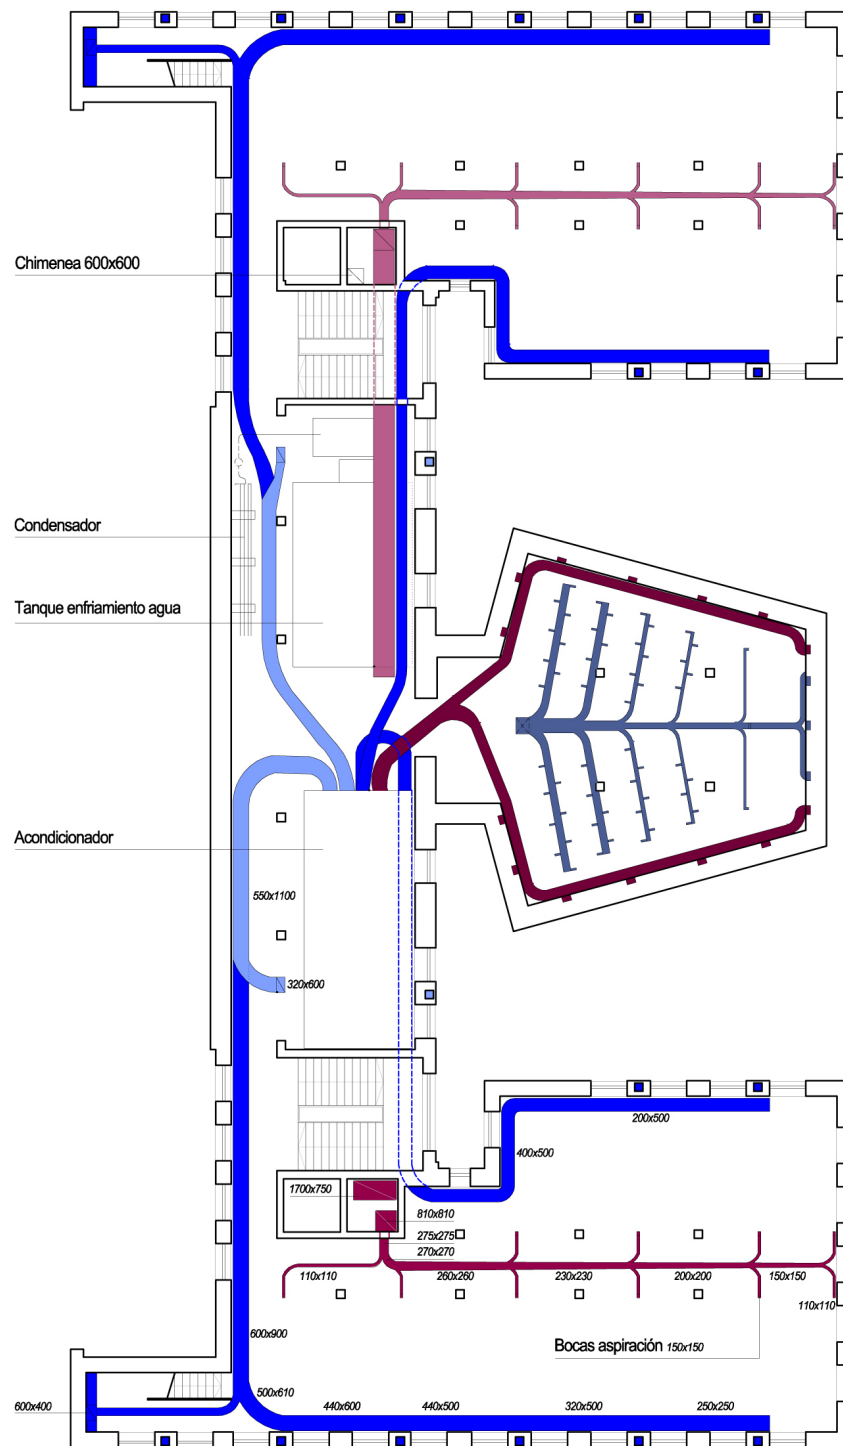 Chimenea 600x600
Condensador
Tanque enfriamiento agua
Acondicionador
550x1100
320x600
200x500
400x500
1700x750
810x810
275x275
270x270
110x110
260x260
230x230
200x200
150x150
110x110
600x900
Bocas aspiración 150x150
500x610
600x400
440x600
440x500
320x500
250x250